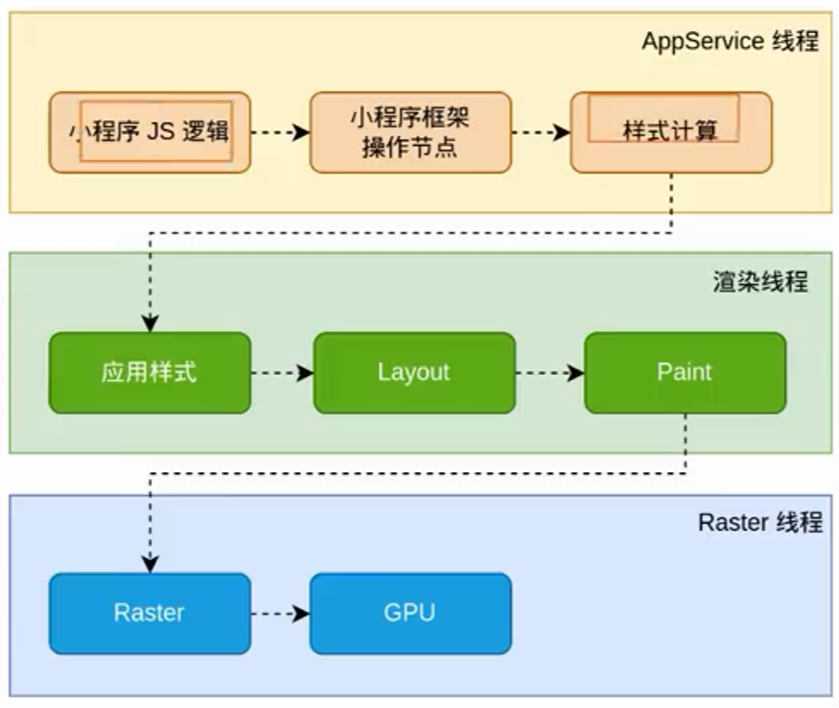 AppService 线程
小程序 JS 逻辑
小程序框架
操作节点
样式计算
渲染线程
应用样式
Layout
Paint
Raster 线程
Raster
GPU